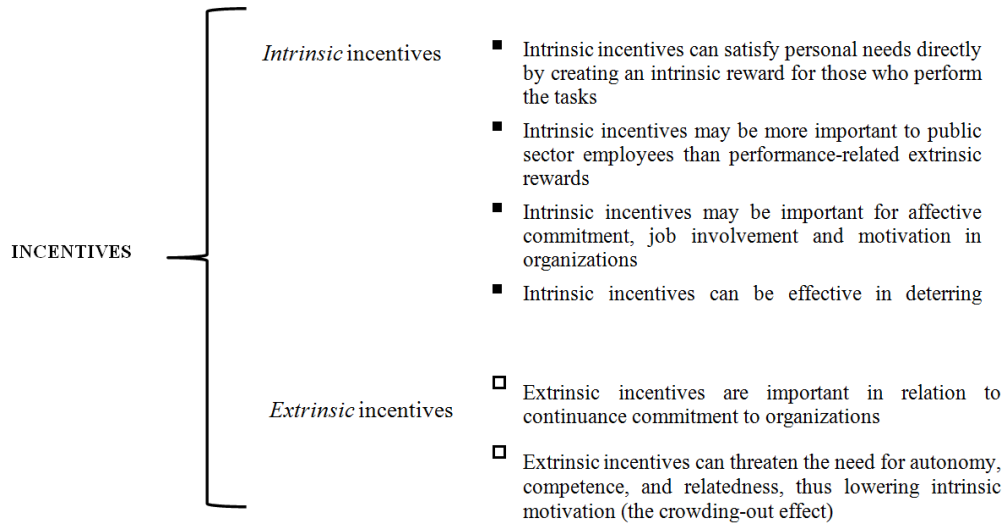 Intrinsic incentives
■ Intrinsic incentives can satisfy personal needs directly
by creating an intrinsic reward for those who perform
the tasks
■ Intrinsic incentives may be more important to public
sector employees than performance-related extrinsic
rewards
■ Intrinsic incentives may be important for affective
commitment, job involvement and motivation in
organizations
INCENTIVES
■ Intrinsic incentives can be effective in deterring
Extrinsic incentives
□ Extrinsic incentives are important in relation to
continuance commitment to organizations
□ Extrinsic incentives can threaten the need for autonomy,
competence, and relatedness, thus lowering intrinsic
motivation (the crowding-out effect)